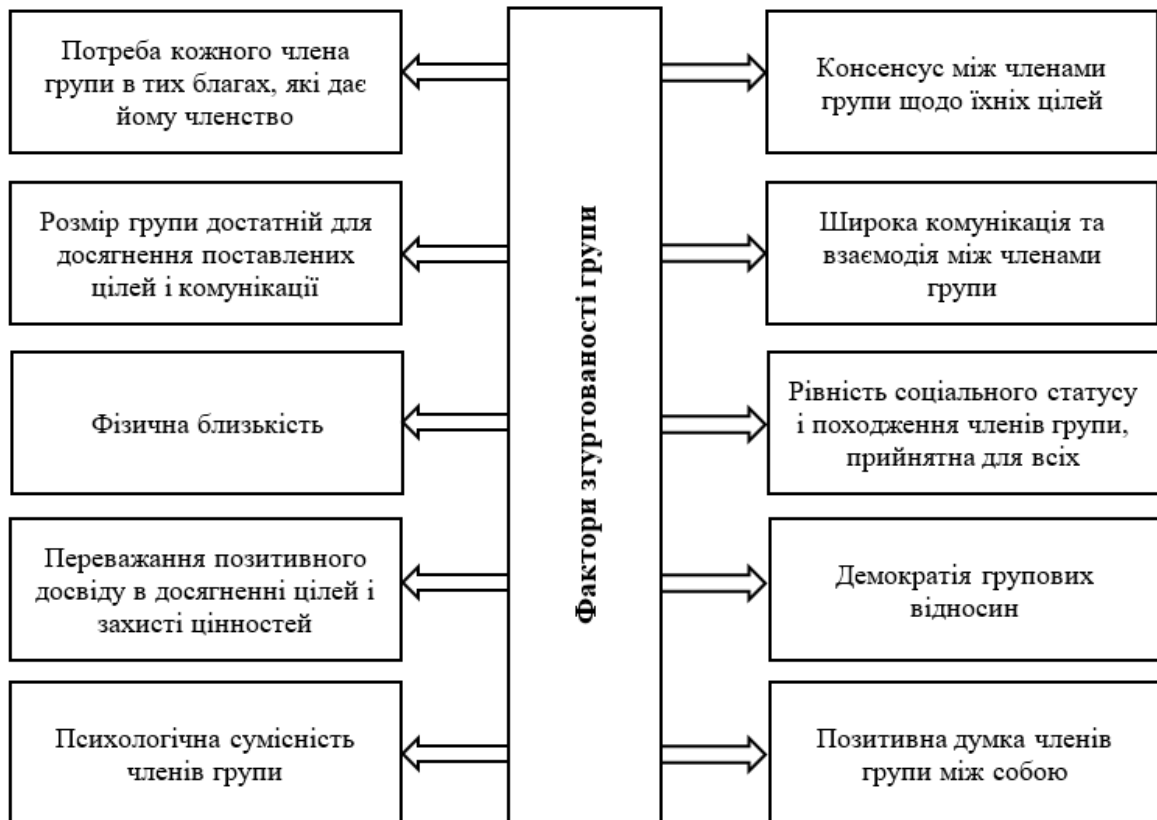 Потреба кожного члена
групи в тих благах, які дає
йому членство
Розмір групи достатній для
досягнення поставлених
цілей і комунікації
Фізична близькість
Переважання позитивного
досвіду в досягненні цілей і
захисті цінностей
Психологічна сумісність
членів групи
Фактори згуртованості групи
Консенсус між членами
групи щодо їхніх цілей
Широка комунікація та
взаємодія між членами
групи
Рівність соціального статусу
і походження членів групи,
прийнятна для всіх
Демократія групових
відносин
Позитивна думка членів
групи між собою